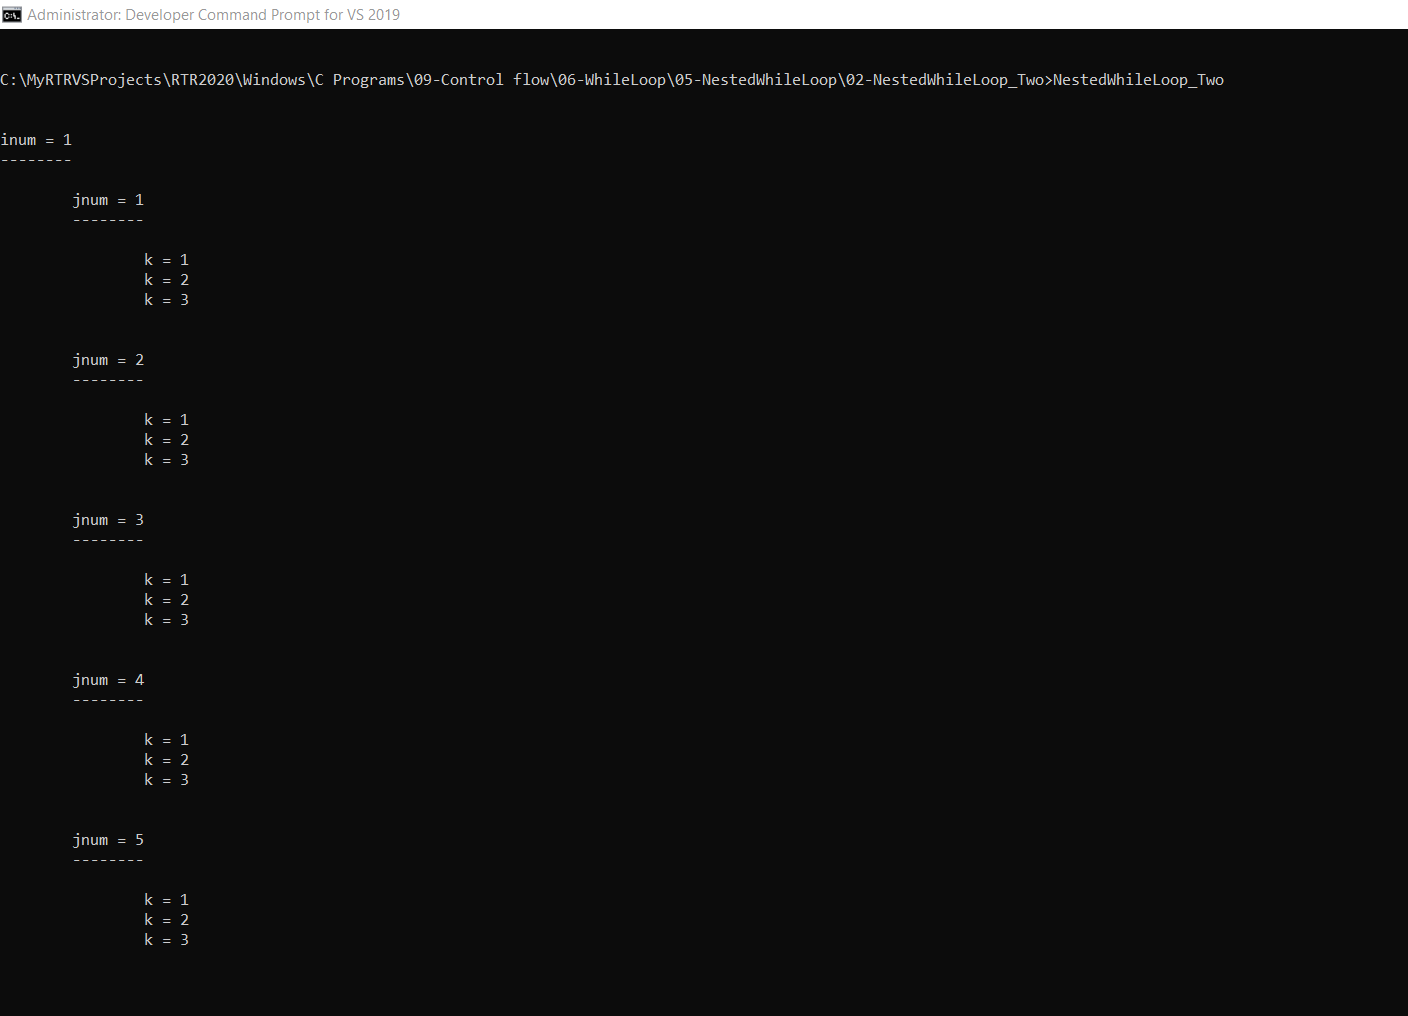 Administrator: Developer Command Prompt for VS 2019
C:\MyRTRVSProjects\RTR2020\Windows\C Programs\09-Control flow\06-WhileLoop\05-NestedWhileLoop\02-NestedWhileLoop_Two>NestedWhileLoop_Two
inum = 1
--------
jnum = 1
--------
k = 1
k = 2
k = 3
jnum = 2
--------
k = 1
k = 2
k = 3
jnum = 3
--------
k = 1
k = 2
k = 3
jnum = 4
--------
k = 1
k = 2
k = 3
jnum = 5
--------
k = 1
k = 2
k = 3